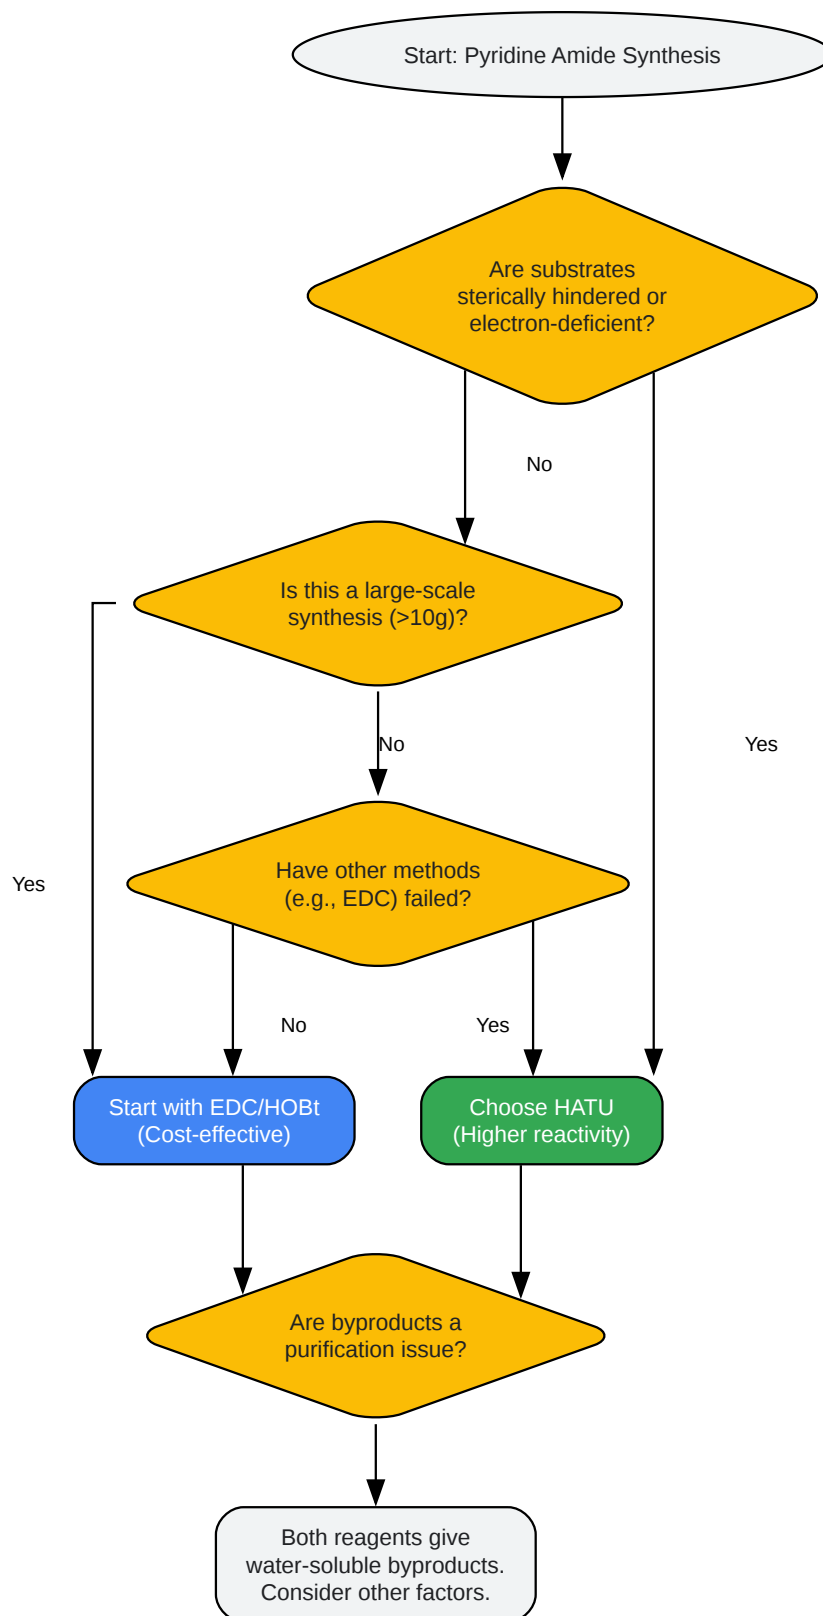 Start: Pyridine Amide Synthesis
Are substrates
sterically hindered or
electron-deficient?
No
Is this a large-scale
synthesis (>10g)?
No
Yes
Yes
Have other methods
(e.g., EDC) failed?
No
Yes
Start with EDC/HOBt
(Cost-effective)
Choose HATU
(Higher reactivity)
Are byproducts a
purification issue?
Both reagents give
water-soluble byproducts.
Consider other factors.